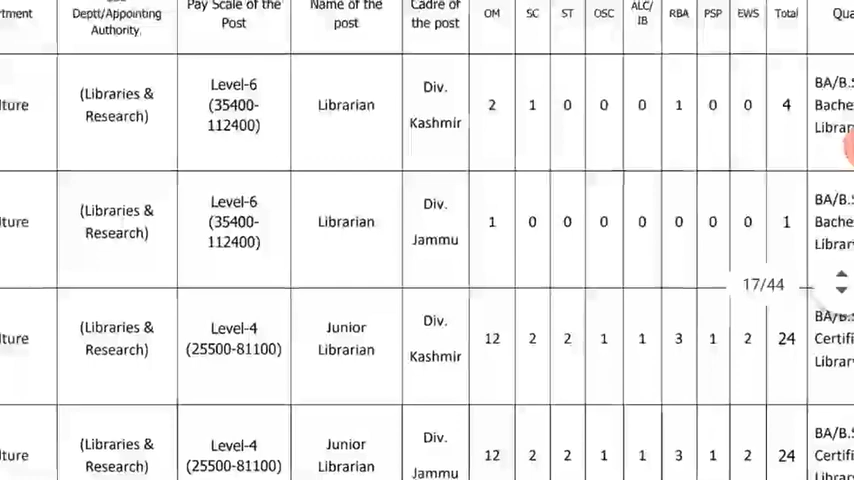 rtment Deptt/Appointing Authority. Pay Scale of the Post Name of the post Cadre of the post OM SC ST OSC ALC/ IB RBA PSP EWS Total Qua
lture (Libraries & Research) Level-6 (35400-112400) Librarian Div. Kashmir 2 1 0 0 0 1 0 0 4 BA/B.S Bache Librar
lture (Libraries & Research) Level-6 (35400-112400) Librarian Div. Jammu 1 0 0 0 0 0 0 0 1 BA/B.S Bache Librar
17/44
lture (Libraries & Research) Level-4 (25500-81100) Junior Librarian Div. Kashmir 12 2 2 1 1 3 1 2 24 BA/B.S Certifi Librar
lture (Libraries & Research) Level-4 (25500-81100) Junior Librarian Div. Jammu 12 2 2 1 1 3 1 2 24 BA/B.S Certifi Library